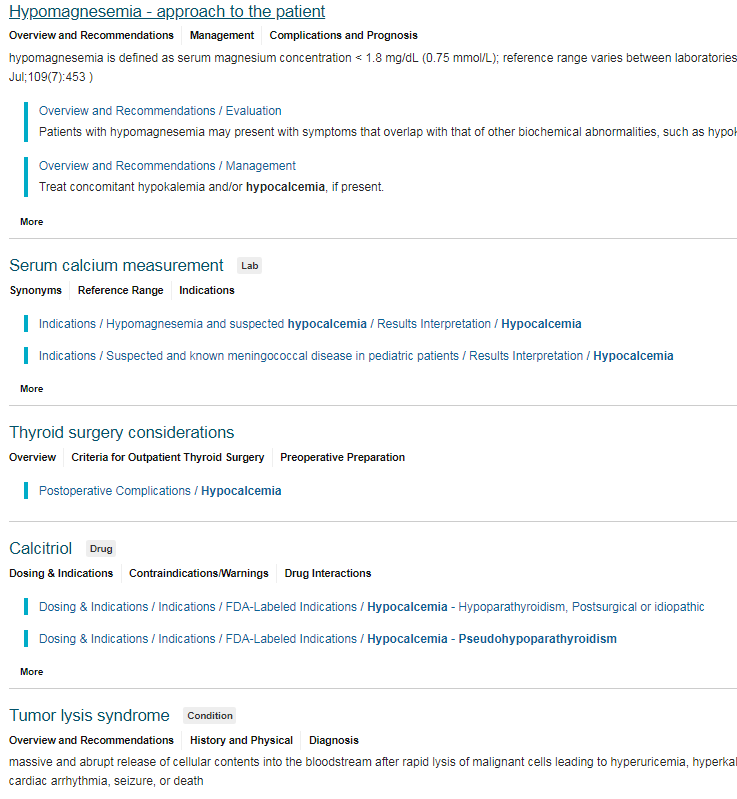 Hypomagnesemia - approach to the patient
Overview and Recommendations Management Complications and Prognosis
hypomagnesemia is defined as serum magnesium concentration < 1.8 mg/dL (0.75 mmol/L); reference range varies between laboratories
Jul;109(7):453 )
Overview and Recommendations / Evaluation
Patients with hypomagnesemia may present with symptoms that overlap with that of other biochemical abnormalities, such as
Overview and Recommendations / Management
Treat concomitant hypokalemia and/or hypocalcemia, if present.
More
Serum calcium measurement Lab
Synonyms Reference Range Indications
Indications / Hypomagnesemia and suspected hypocalcemia / Results Interpretation / Hypocalcemia
Indications / Suspected and known meningococcal disease in pediatric patients / Results Interpretation / Hypocalcemia
More
Thyroid surgery considerations
Overview Criteria for Outpatient Thyroid Surgery Preoperative Preparation
Postoperative Complications / Hypocalcemia
Calcitriol Drug
Dosing & Indications Contraindications/Warnings Drug Interactions
Dosing & Indications / Indications / FDA-Labeled Indications / Hypocalcemia - Hypoparathyroidism, Postsurgical or idiopathic
Dosing & Indications / Indications / FDA-Labeled Indications / Hypocalcemia - Pseudohypoparathyroidism
More
Tumor lysis syndrome Condition
Overview and Recommendations History and Physical Diagnosis
massive and abrupt release of cellular contents into the bloodstream after rapid lysis of malignant cells leading to hyperuricemia,
cardiac arrhythmia, seizure, or death